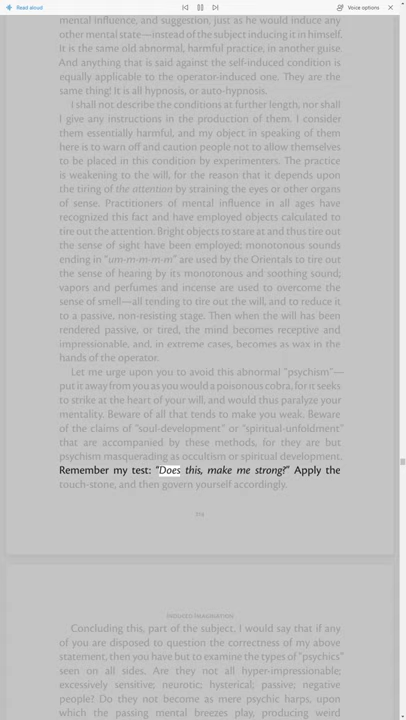 Read aloud
Voice options
mental influence, and suggestion, just as he would induce any
other mental state—instead of the subject inducing it in himself.
It is the same old abnormal, harmful practice, in another guise.
And anything that is said against the self-induced condition is
equally applicable to the operator-induced one. They are the
same thing! It is all hypnosis, or auto-hypnosis.
I shall not describe the conditions at further length, nor shall
I give any instructions in the production of them. I consider
them essentially harmful, and my object in speaking of them
here is to warn off and caution people not to allow themselves
to be placed in this condition by experimenters. The practice
is weakening to the will, for the reason that it depends upon
the tiring of the attention by straining the eyes or other organs
of sense. Practitioners of mental influence in all ages have
recognized this fact and have employed objects calculated to
tire out the attention. Bright objects to stare at and thus tire out
the sense of sight have been employed; monotonous sounds
ending in "um-m-m-m-m" are used by the Orientals to tire out
the sense of hearing by its monotonous and soothing sound;
vapors and perfumes and incense are used to overcome the
sense of smell—all tending to tire out the will, and to reduce it
to a passive, non-resisting stage. Then when the will has been
rendered passive, or tired, the mind becomes receptive and
impressionable, and, in extreme cases, becomes as wax in the
hands of the operator.
Let me urge upon you to avoid this abnormal "psychism"—
put it away from you as you would a poisonous cobra, for it seeks
to strike at the heart of your will, and would thus paralyze your
mentality. Beware of all that tends to make you weak. Beware
of the claims of "soul-development" or "spiritual-unfoldment"
that are accompanied by these methods, for they are but
psychism masquerading as occultism or spiritual development.
Remember my test: "Does this, make me strong?" Apply the
touch-stone, and then govern yourself accordingly.
INDUCED IMAGINATION
Concluding this, part of the subject, I would say that if any
of you are disposed to question the correctness of my above
statement, then you have but to examine the types of "psychics"
seen on all sides. Are they not all hyper-impressionable;
excessively sensitive; neurotic; hysterical; passive; negative
people? Do they not become as mere psychic harps, upon
which the passing mental breezes play, producing weird